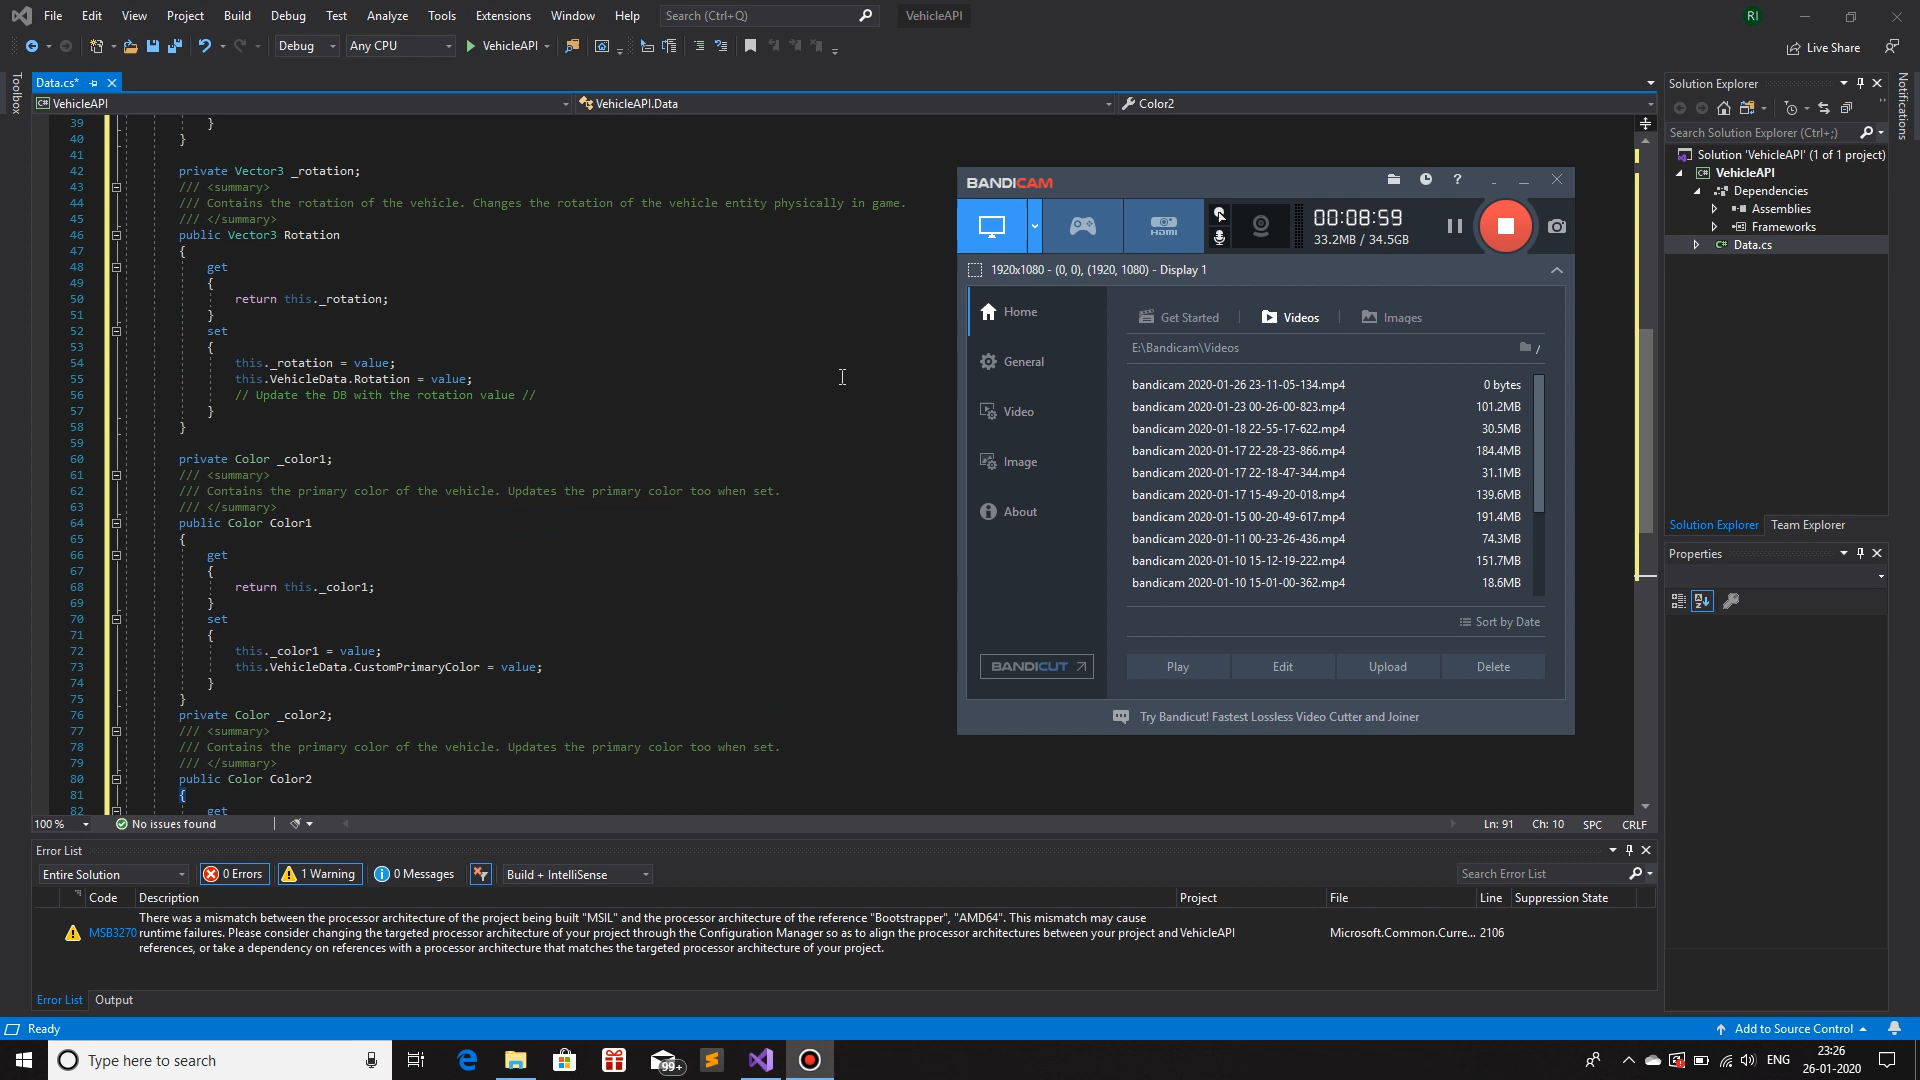 File Edit View Project Build Debug Test Analyze Tools Extensions Window Help Search (Ctrl+Q) VehicleAPI RI
Debug Any CPU VehicleAPI Live Share
Toolbox
Data.cs*
VehicleAPI VehicleAPI.Data Color2
39 }
40 }
41
42 private Vector3 _rotation;
43 /// <summary>
44 /// Contains the rotation of the vehicle. Changes the rotation of the vehicle entity physically in game.
45 /// </summary>
46 public Vector3 Rotation
47 {
48 get
49 {
50 return this._rotation;
51 }
52 set
53 {
54 this._rotation = value;
55 this.VehicleData.Rotation = value;
56 // Update the DB with the rotation value //
57 }
58 }
59
60 private Color _color1;
61 /// <summary>
62 /// Contains the primary color of the vehicle. Updates the primary color too when set.
63 /// </summary>
64 public Color Color1
65 {
66 get
67 {
68 return this._color1;
69 }
70 set
71 {
72 this._color1 = value;
73 this.VehicleData.CustomPrimaryColor = value;
74 }
75 }
76 private Color _color2;
77 /// <summary>
78 /// Contains the primary color of the vehicle. Updates the primary color too when set.
79 /// </summary>
80 public Color Color2
81 {
82 get
100 % No issues found Ln: 91 Ch: 10 SPC CRLF
BANDICAM
HDMI
00:08:59
33.2MB / 34.5GB
1920x1080 - (0, 0), (1920, 1080) - Display 1
Home
General
Video
Image
About
BANDICUT
Get Started Videos Images
E:\Bandicam\Videos /
bandicam 2020-01-26 23-11-05-134.mp4 0 bytes
bandicam 2020-01-23 00-26-00-823.mp4 101.2MB
bandicam 2020-01-18 22-55-17-622.mp4 30.5MB
bandicam 2020-01-17 22-28-23-866.mp4 184.4MB
bandicam 2020-01-17 22-18-47-344.mp4 31.1MB
bandicam 2020-01-17 15-49-20-018.mp4 139.6MB
bandicam 2020-01-15 00-20-49-617.mp4 191.4MB
bandicam 2020-01-11 00-23-26-436.mp4 74.3MB
bandicam 2020-01-10 15-12-19-222.mp4 151.7MB
bandicam 2020-01-10 15-01-00-362.mp4 18.6MB
Sort by Date
Play Edit Upload Delete
Try Bandicut! Fastest Lossless Video Cutter and Joiner
Solution Explorer
Search Solution Explorer (Ctrl+;)
Solution 'VehicleAPI' (1 of 1 project)
VehicleAPI
Dependencies
Assemblies
Frameworks
Data.cs
Solution Explorer Team Explorer
Properties
Notifications
Error List
Entire Solution 0 Errors 1 Warning 0 Messages Build + IntelliSense Search Error List
Code Description Project File Line Suppression State
MSB3270 There was a mismatch between the processor architecture of the project being built "MSIL" and the processor architecture of the reference "Bootstrapper", "AMD64". This mismatch may cause
runtime failures. Please consider changing the targeted processor architecture of your project through the Configuration Manager so as to align the processor architectures between your project and
references, or take a dependency on references with a processor architecture that matches the targeted processor architecture of your project.
VehicleAPI Microsoft.Common.Curre... 2106
Error List Output
Ready Add to Source Control
Type here to search 99+ ENG 23:26
26-01-2020